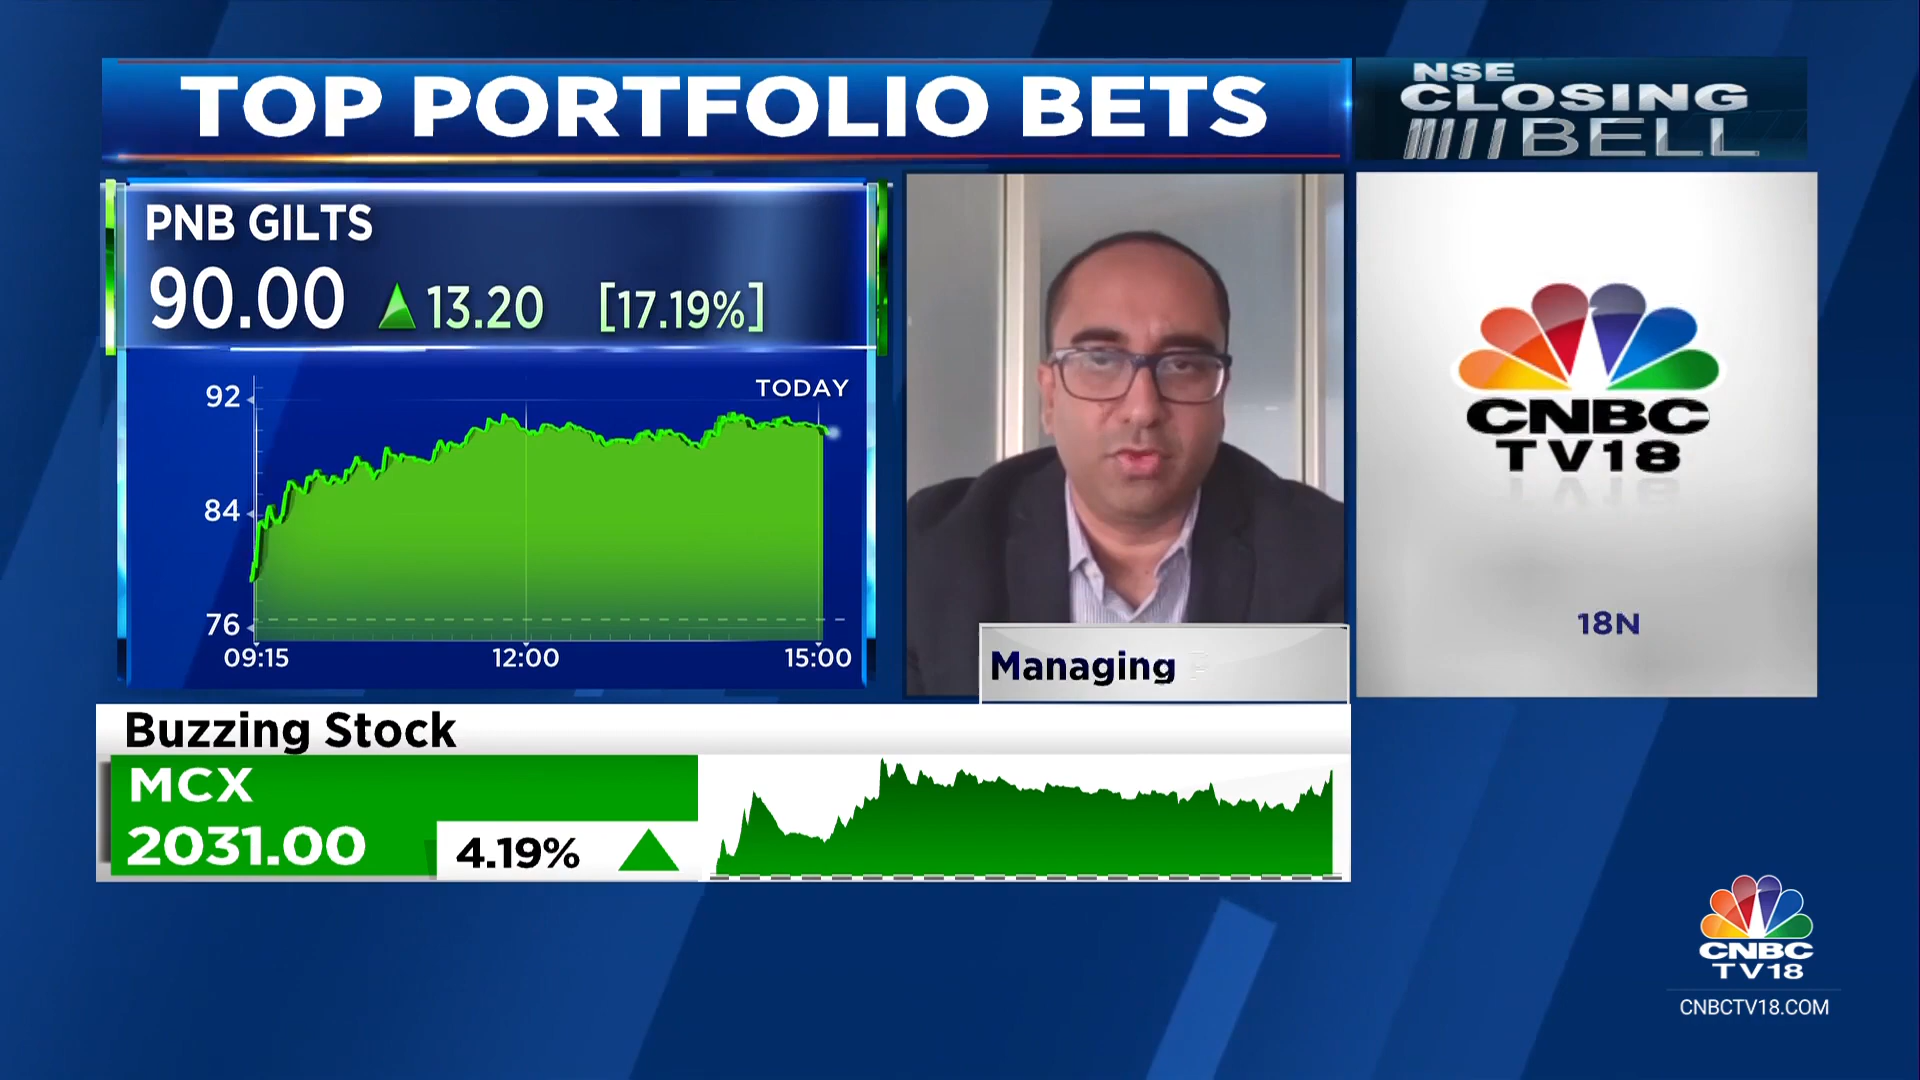 TOP PORTFOLIO BETS
NSE
CLOSING
BELL
PNB GILTS
90.00 ▲ 13.20 [17.19%]
TODAY
92
84
76
09:15 12:00 15:00
CNBC
TV18
18N
Managing
Buzzing Stock
MCX
2031.00 4.19% ▲
CNBC
TV18
CNBCTV18.COM